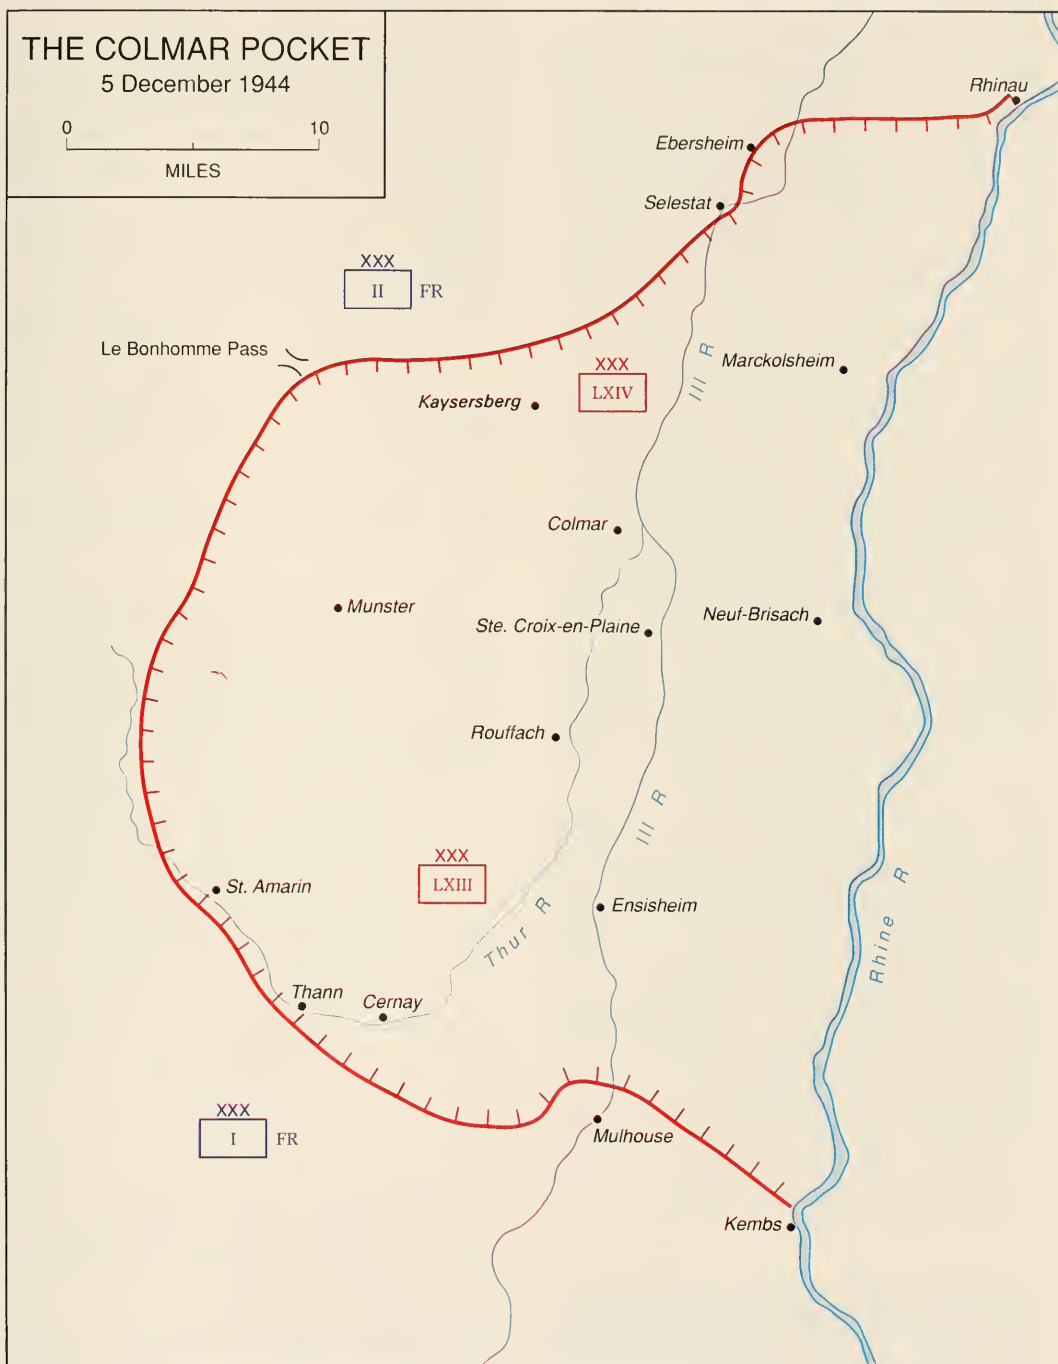 THE COLMAR POCKET
5 December 1944
0 10
MILES
Rhinau
Ebersheim
Selestat
XXX
II FR
Le Bonhomme Pass
XXX
LXIV
Ill R
Marckolsheim
Kaysersberg
Colmar
Munster
Ste. Croix-en-Plaine
Neuf-Brisach
Rouffach
Ill R
XXX
LXIII
St. Amarin
Ensisheim
Thur R
Rhine R
Thann
Cernay
XXX
I FR
Mulhouse
Kembs